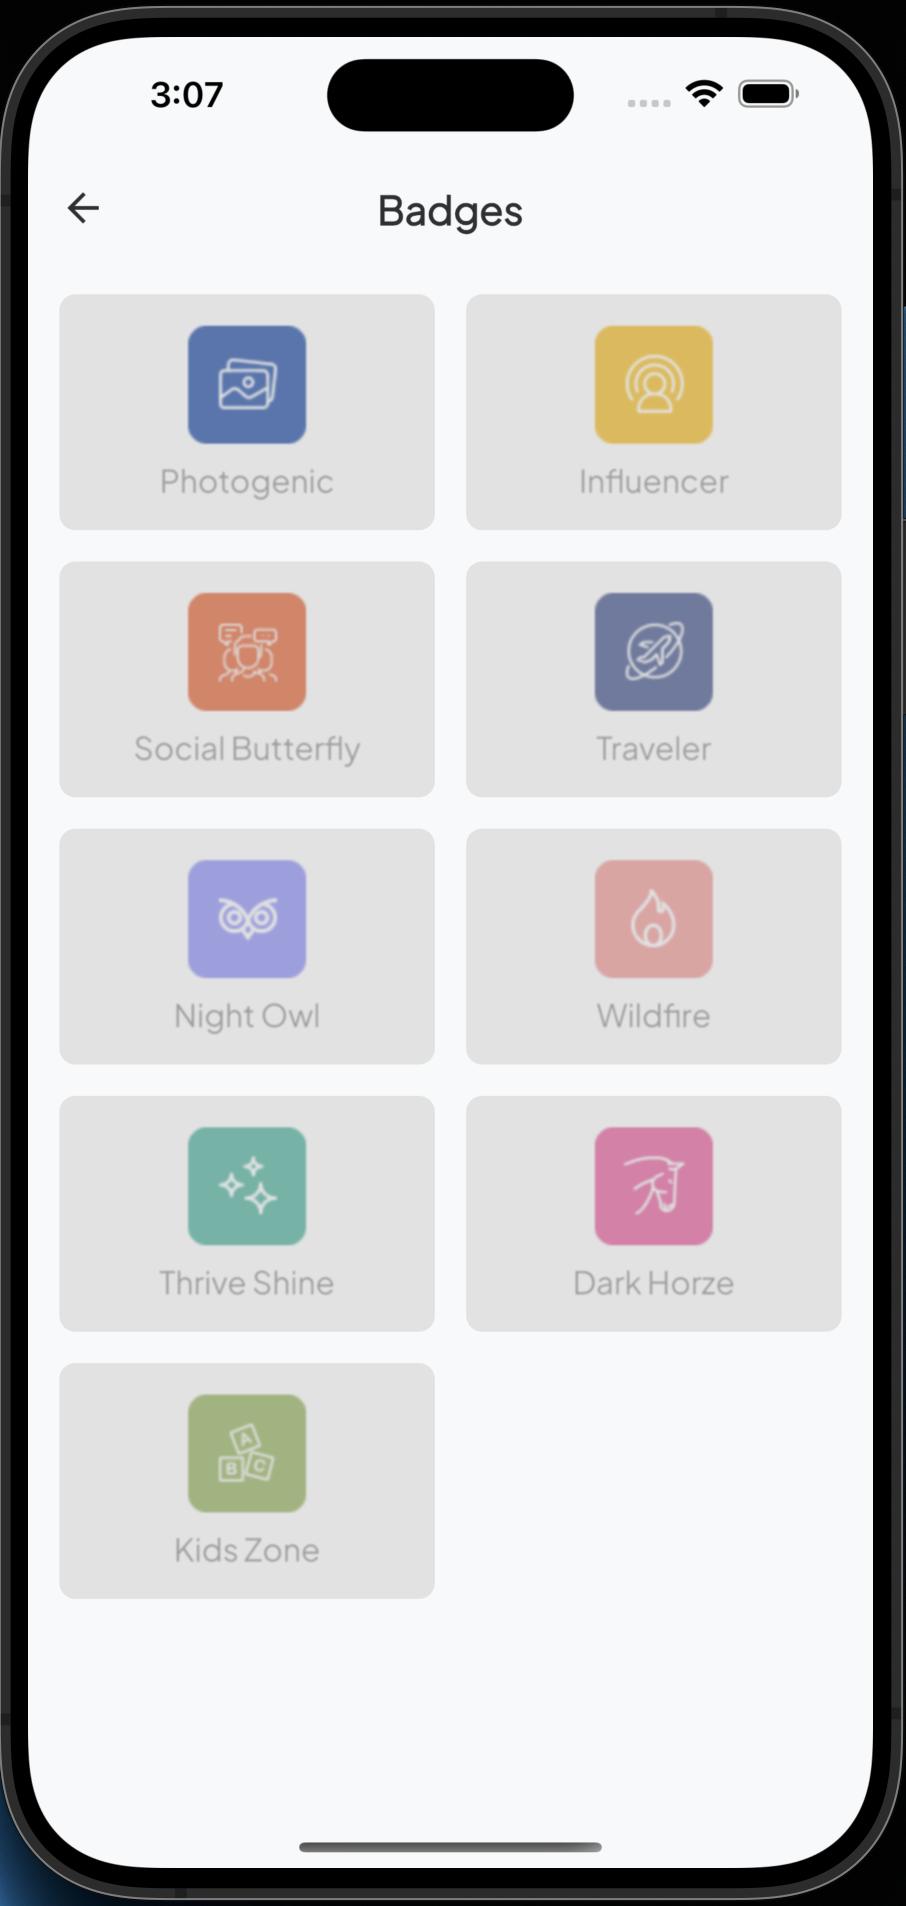 3:07
Badges
Photogenic
Influencer
Social Butterfly
Traveler
Night Owl
Wildfire
Thrive Shine
Dark Horze
A
B C
Kids Zone